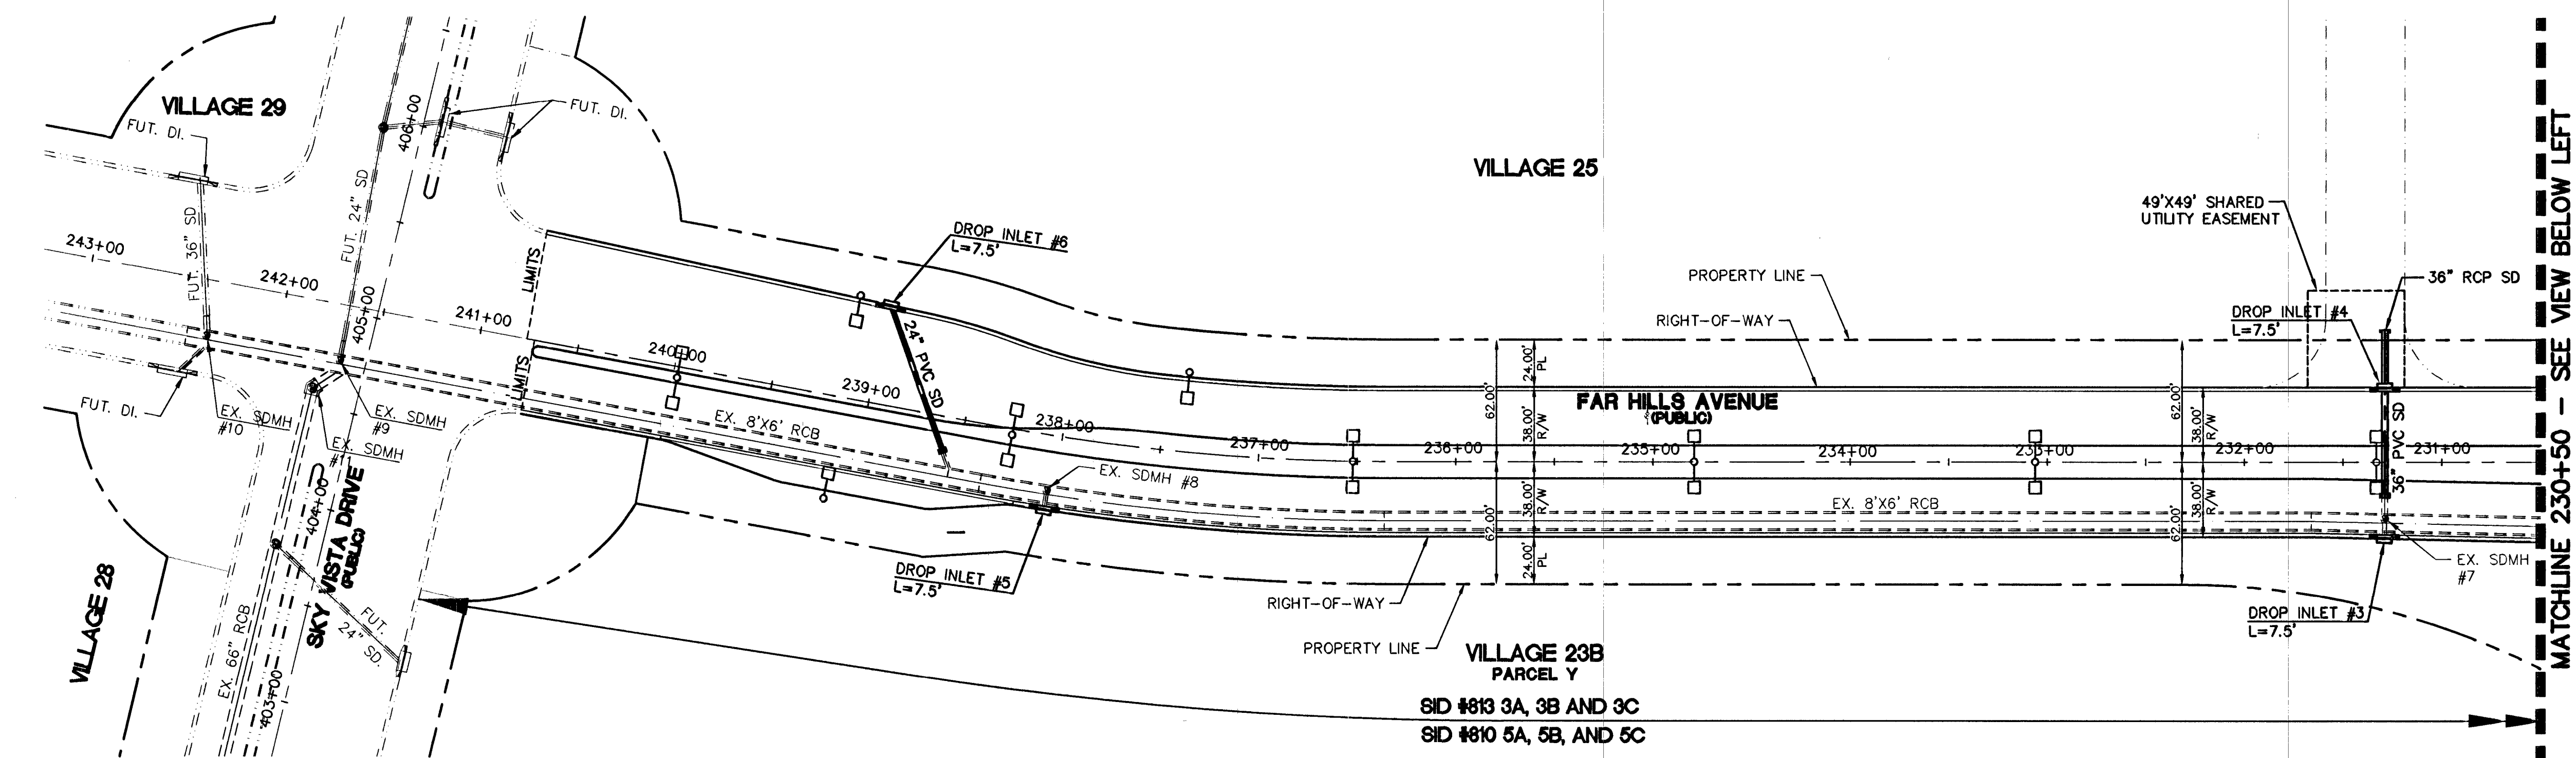 VILLAGE 29
FUT. DI.
FUT. DI.
406+00
FUT. 24" SD
FUT. 36" SD
243+00
242+00
405+00
241+00
LIMITS
LIMITS
240+00
239+00
238+00
237+00
236+00
235+00
234+00
233+00
232+00
231+00
DROP INLET #6
L=7.5'
24" PVC SD
EX. 8'X6' RCB
FUT. DI.
EX. SDMH
#10
EX. SDMH
#9
EX. SDMH
#11
404+00
SKY VISTA DRIVE
(PUBLIC)
VILLAGE 28
EX. 66" RCB
403+00
FUT.
24"
SD.
EX. SDMH #8
DROP INLET #5
L=7.5'
VILLAGE 25
PROPERTY LINE
RIGHT-OF-WAY
62.00'
24.00'
PL
38.00'
R/W
62.00'
38.00'
R/W
24.00'
PL
FAR HILLS AVENUE
(PUBLIC)
EX. 8'X6' RCB
62.00'
38.00'
R/W
62.00'
38.00'
R/W
49'X49' SHARED
UTILITY EASEMENT
36" RCP SD
DROP INLET #4
L=7.5'
36" PVC SD
EX. SDMH
#7
DROP INLET #3
L=7.5'
RIGHT-OF-WAY
PROPERTY LINE
VILLAGE 23B
PARCEL Y
SID #813 3A, 3B AND 3C
SID #810 5A, 5B, AND 5C
MATCHLINE 230+50 - SEE VIEW BELOW LEFT